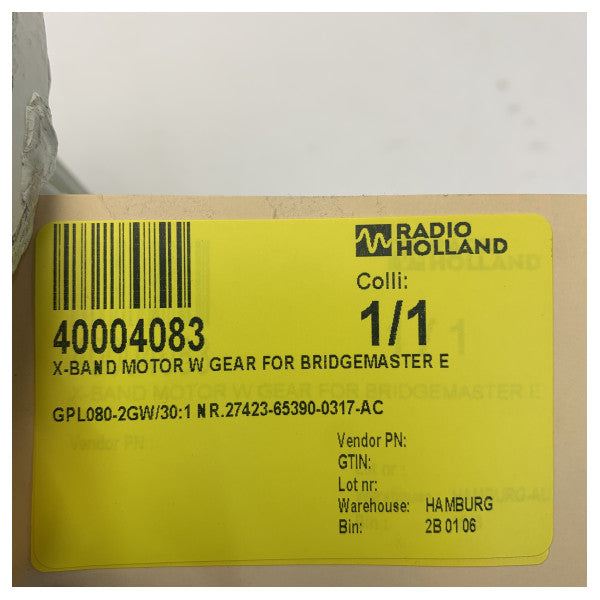 RADIO
HOLLAND
Colli:
1/1
40004083
X-BAND MOTOR W GEAR FOR BRIDGEMASTER E
GPL080-2GW/30:1 NR.27423-65390-0317-AC
Vendor PN:
GTIN:
Lot nr:
Warehouse: HAMBURG
Bin: 2B 01 06